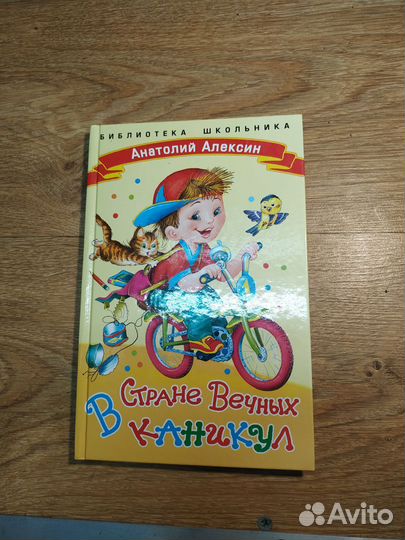 БИБЛИОТЕКА ШКОЛЬНИКА
Анатолий Алексин
В Стране Вечных
каникул
Avito